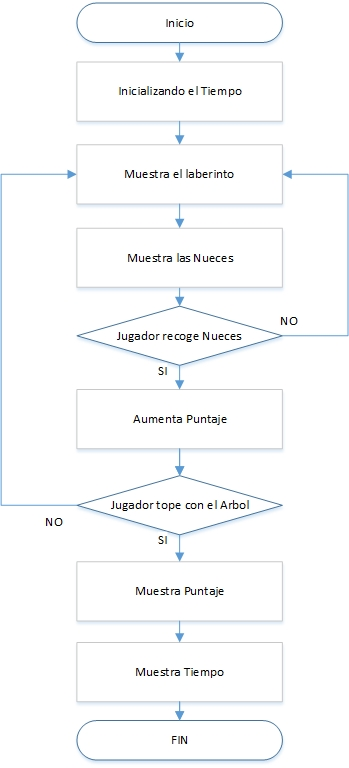 Inicio
Inicializando el Tiempo
Muestra el laberinto
Muestra las Nueces
Jugador recoge Nueces
NO
SI
Aumenta Puntaje
Jugador tope con el Arbol
NO
SI
Muestra Puntaje
Muestra Tiempo
FIN